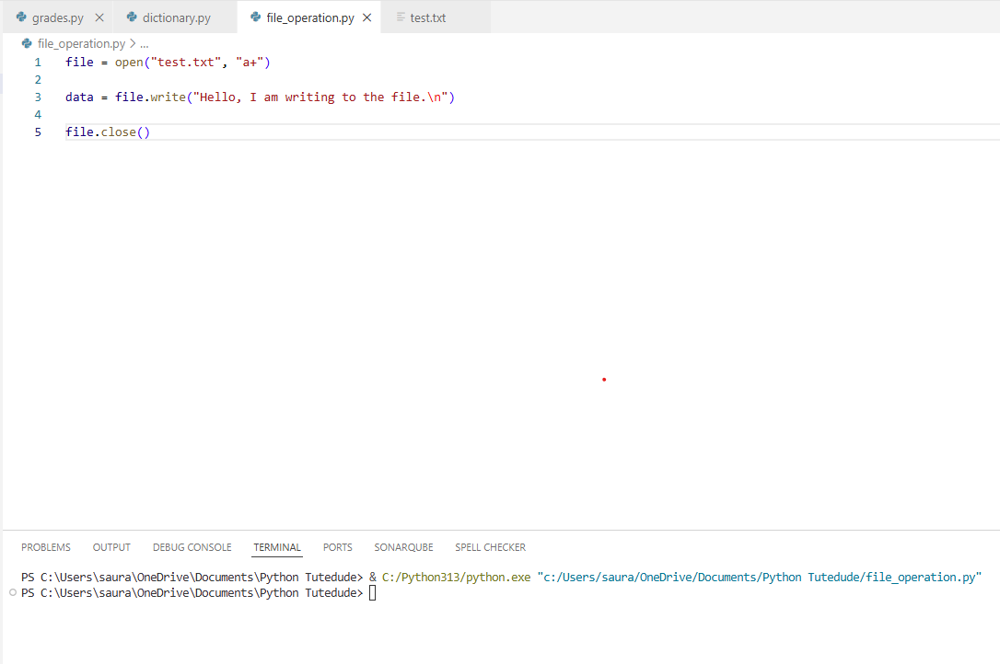 grades.py
dictionary.py
file_operation.py
test.txt
file_operation.py > ...
1 file = open("test.txt", "a+")
2
3 data = file.write("Hello, I am writing to the file.\n")
4
5 file.close()
PROBLEMS OUTPUT DEBUG CONSOLE TERMINAL PORTS SONARQUBE SPELL CHECKER
PS C:\Users\saura\OneDrive\Documents\Python Tutedude> & C:/Python313/python.exe "c:/Users/saura/OneDrive/Documents/Python Tutedude/file_operation.py"
PS C:\Users\saura\OneDrive\Documents\Python Tutedude>